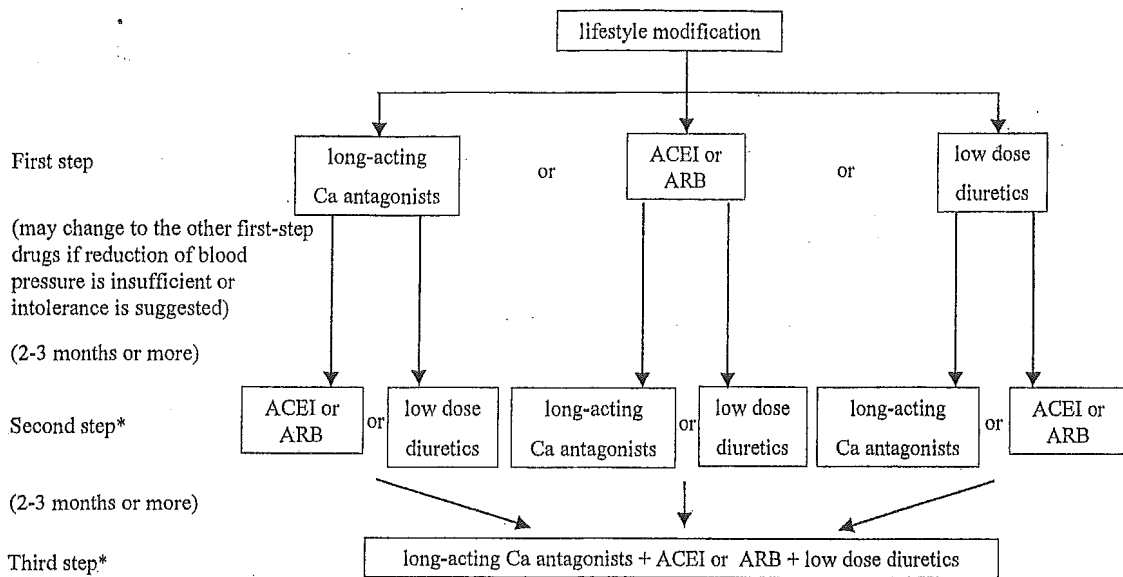 lifestyle modification
First step
long-acting
Ca antagonists
or
ACEI or
ARB
or
low dose
diuretics
(may change to the other first-step
drugs if reduction of blood
pressure is insufficient or
intolerance is suggested)
(2-3 months or more)
Second step*
ACEI or
ARB
or
low dose
diuretics
long-acting
Ca antagonists
or
low dose
diuretics
long-acting
Ca antagonists
or
ACEI or
ARB
(2-3 months or more)
Third step*
long-acting Ca antagonists + ACEI or ARB + low dose diuretics